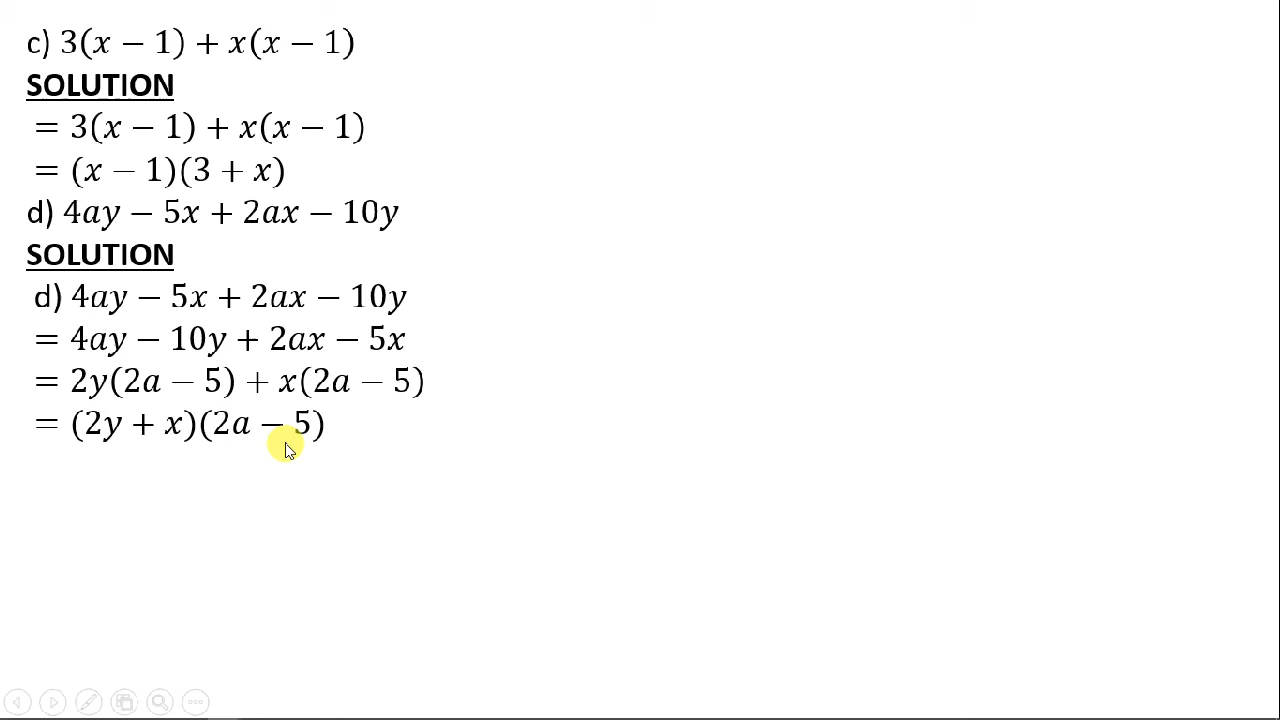 c) 3(x − 1) + x(x − 1)
SOLUTION
= 3(x − 1) + x(x − 1)
= (x − 1)(3 + x)
d) 4ay − 5x + 2ax − 10y
SOLUTION
d) 4ay − 5x + 2ax − 10y
= 4ay − 10y + 2ax − 5x
= 2y(2a − 5) + x(2a − 5)
= (2y + x)(2a − 5)